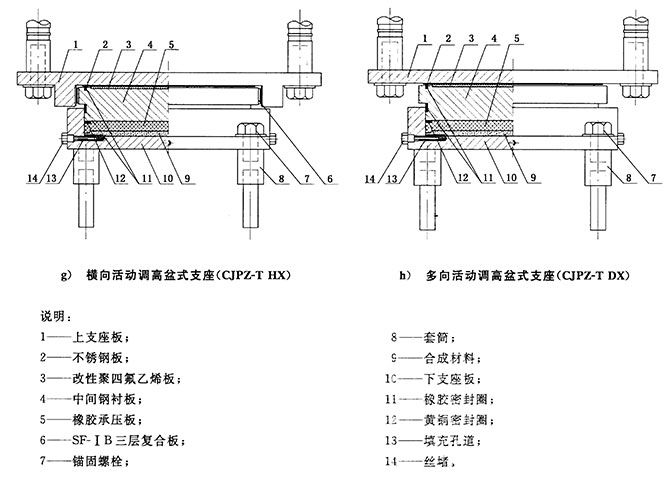 1 2 3 4 5
14 13 12 11 10 9 8 7 6
g) 横向活动调高盆式支座(CJPZ-T HX)
1 2 3 4 5
14 13 12 11 10 9 8 7
h) 多向活动调高盆式支座(CJPZ-T DX)
说明:
1——上支座板;
2——不锈钢板;
3——改性聚四氟乙烯板;
4——中间钢衬板;
5——橡胶承压板;
6——SF-ⅠB三层复合板;
7——锚固螺栓;
8——套筒;
9——合成材料;
10——下支座板;
11——橡胶密封圈;
12——黄铜密封圈;
13——填充孔道;
14——丝堵。